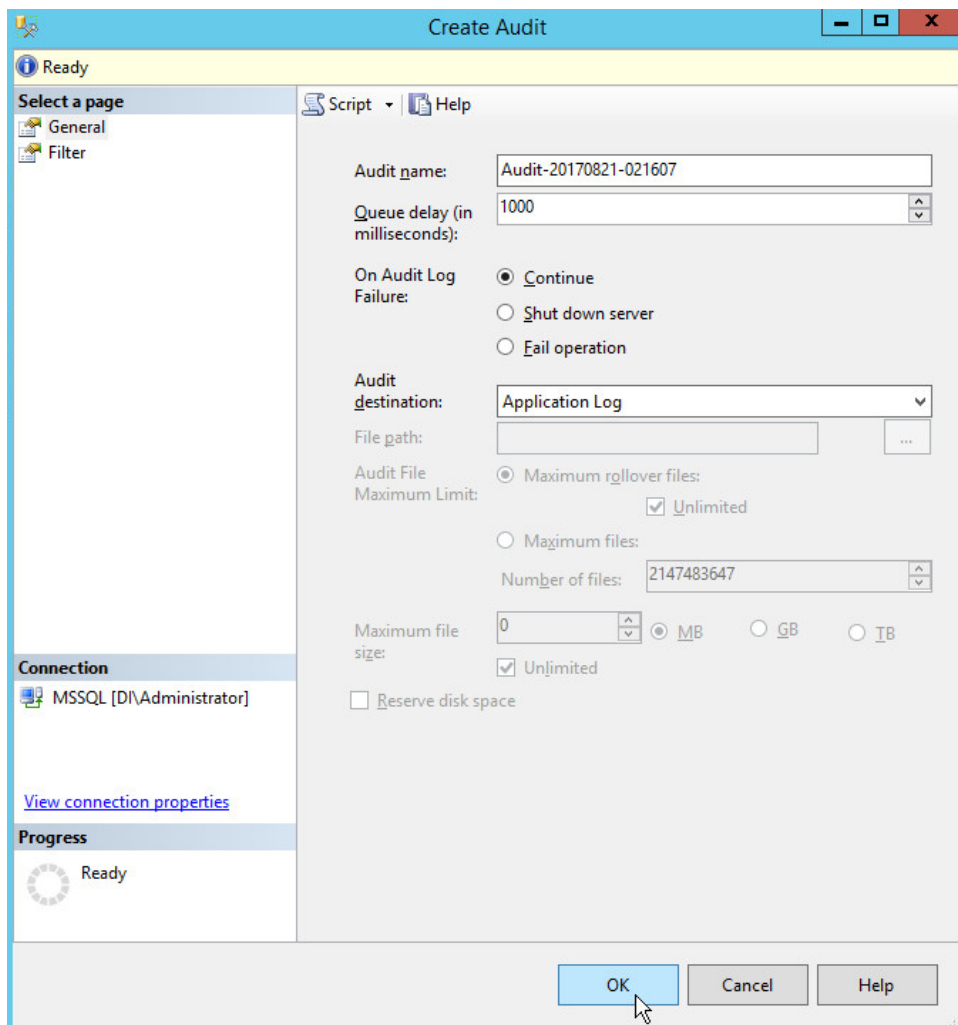 Create Audit
Ready
Select a page
General
Filter
Script
Help
Audit name:
Audit-20170821-021607
Queue delay (in
milliseconds):
1000
On Audit Log
Failure:
Continue
Shut down server
Fail operation
Audit
destination:
Application Log
File path:
...
Audit File
Maximum Limit:
Maximum rollover files:
Unlimited
Maximum files:
Number of files:
2147483647
Maximum file
size:
0
MB
GB
TB
Unlimited
Reserve disk space
Connection
MSSQL [DI\Administrator]
View connection properties
Progress
Ready
OK
Cancel
Help